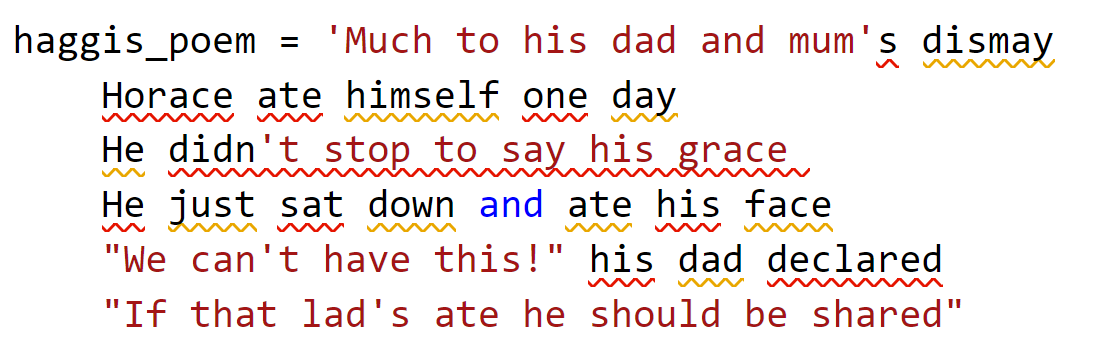 haggis_poem = 'Much to his dad and mum's dismay
Horace ate himself one day
He didn't stop to say his grace
He just sat down and ate his face
"We can't have this!" his dad declared
"If that lad's ate he should be shared"